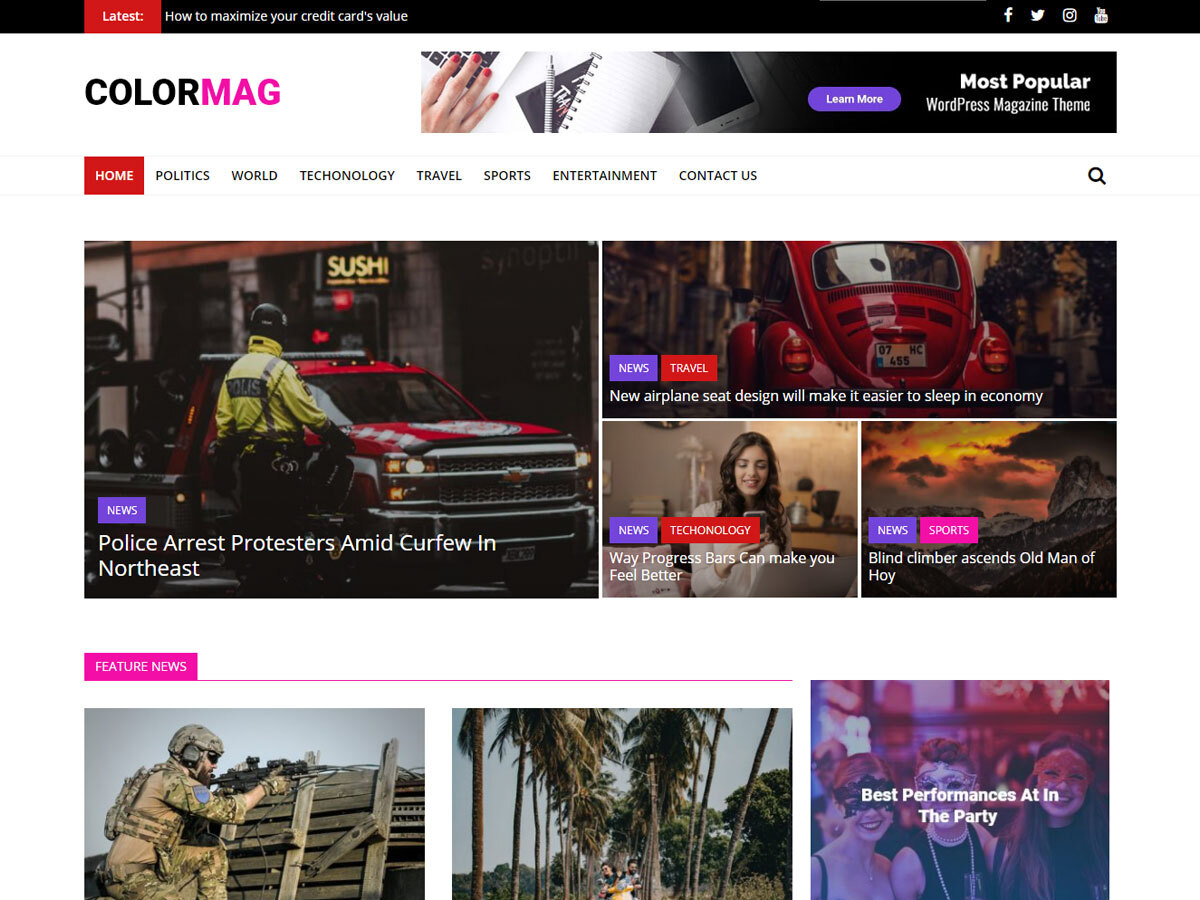 Latest: How to maximize your credit card's value
You Tube
COLORMAG
Learn More
Most Popular
WordPress Magazine Theme
HOME POLITICS WORLD TECHONOLOGY TRAVEL SPORTS ENTERTAINMENT CONTACT US
SUSHI
synoptii
POLIS
NEWS
Police Arrest Protesters Amid Curfew In
Northeast
07 HC
455
NEWS TRAVEL
New airplane seat design will make it easier to sleep in economy
NEWS TECHONOLOGY
Way Progress Bars Can make you
Feel Better
NEWS SPORTS
Blind climber ascends Old Man of
Hoy
FEATURE NEWS
Best Performances At In
The Party